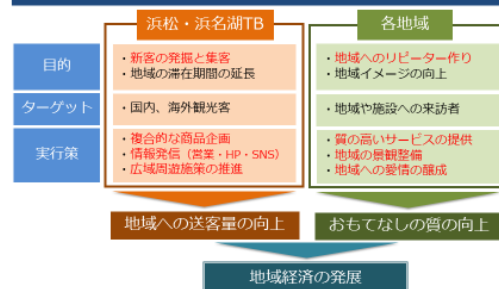 浜松・浜名湖TB
各地域
目的
・新客の発掘と集客
・地域の滞在期間の延長
・地域へのリピーター作り
・地域イメージの向上
ターゲット
・国内、海外観光客
・地域や施設への来訪者
実行策
・複合的な商品企画
・情報発信（営業・HP・SNS）
・広域周遊施策の推進
・質の高いサービスの提供
・地域の景観整備
・地域への愛情の醸成
地域への送客量の向上
おもてなしの質の向上
地域経済の発展